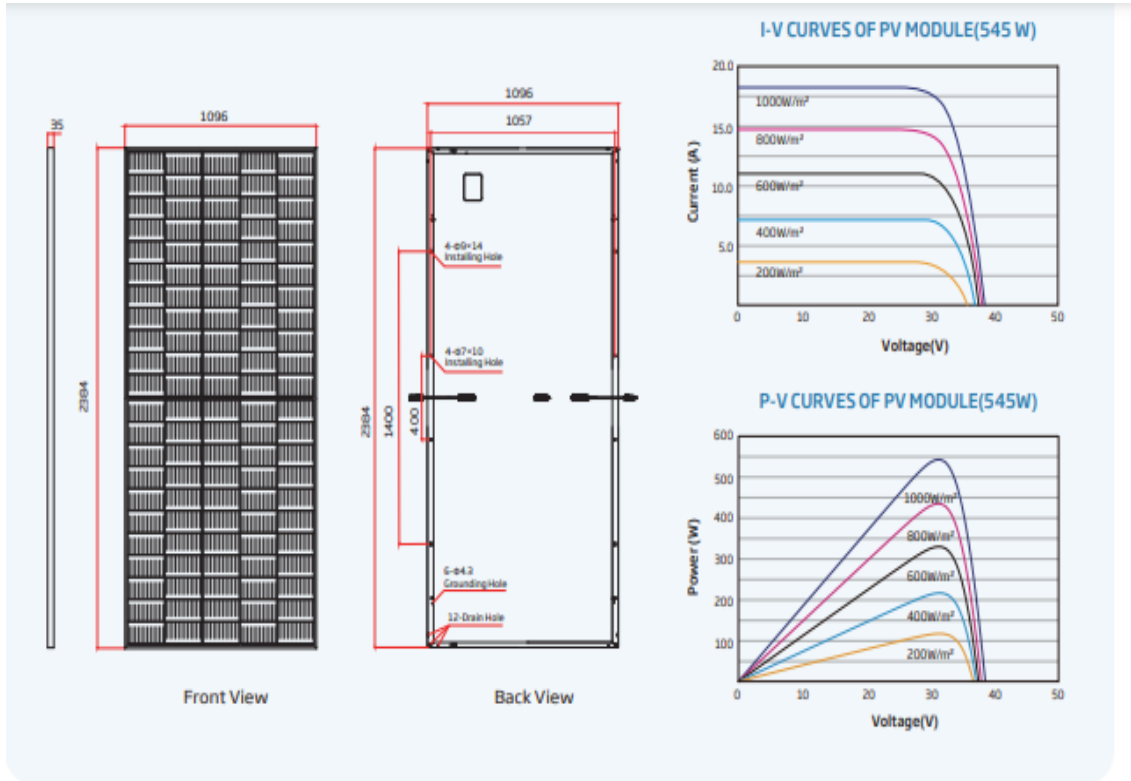 35
1096
2384
Front View
1096
1057
2384
1400
400
4-Φ9×14
Installing Hole
4-Φ7×10
Installing Hole
6-Φ4.3
Grounding Hole
12-Drain Hole
Back View
I-V CURVES OF PV MODULE(545 W)
Current (A)
20.0
15.0
10.0
5.0
1000W/m²
800W/m²
600W/m²
400W/m²
200W/m²
0 10 20 30 40 50
Voltage(V)
P-V CURVES OF PV MODULE(545W)
Power (W)
600
500
400
300
200
100
1000W/m²
800W/m²
600W/m²
400W/m²
200W/m²
0 10 20 30 40 50
Voltage(V)